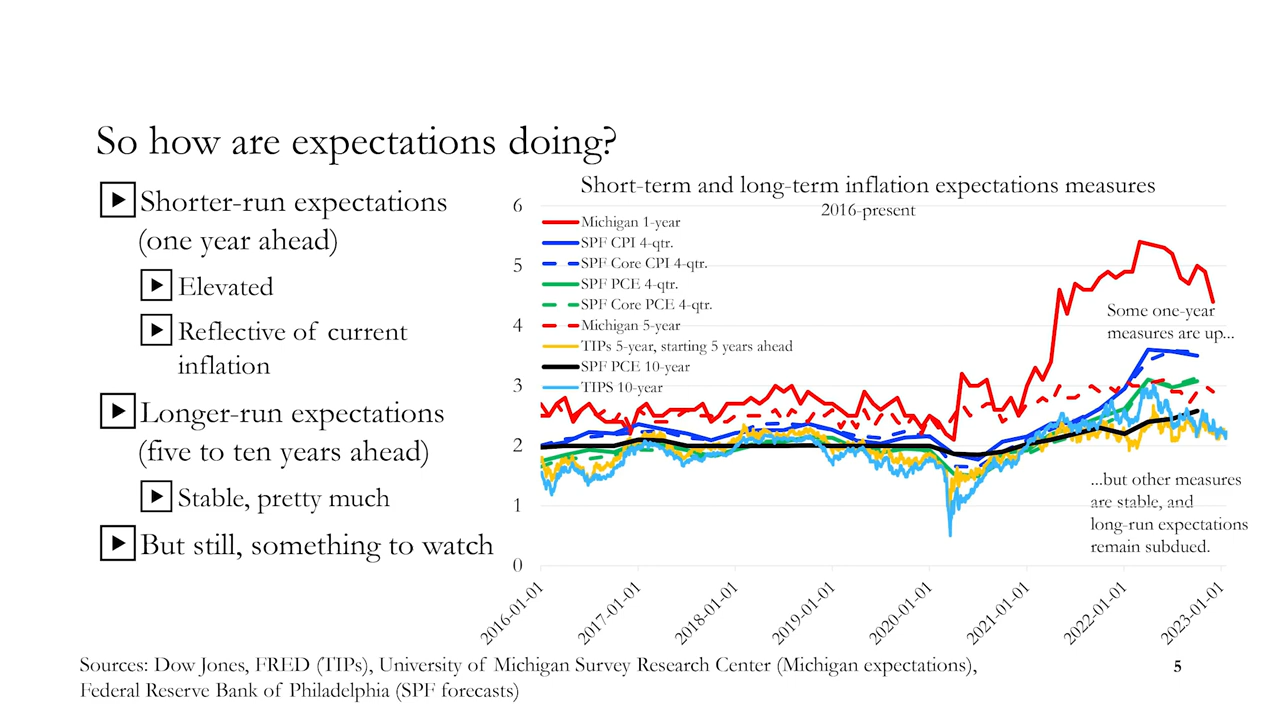 So how are expectations doing?
Shorter-run expectations
(one year ahead)
Elevated
Reflective of current
inflation
Longer-run expectations
(five to ten years ahead)
Stable, pretty much
But still, something to watch
Short-term and long-term inflation expectations measures
2016-present
6
5
4
3
2
1
0
Michigan 1-year
SPF CPI 4-qtr.
SPF Core CPI 4-qtr.
SPF PCE 4-qtr.
SPF Core PCE 4-qtr.
Michigan 5-year
TIPs 5-year, starting 5 years ahead
SPF PCE 10-year
TIPS 10-year
Some one-year
measures are up...
...but other measures
are stable, and
long-run expectations
remain subdued.
2016-01-01
2017-01-01
2018-01-01
2019-01-01
2020-01-01
2021-01-01
2022-01-01
2023-01-01
Sources: Dow Jones, FRED (TIPs), University of Michigan Survey Research Center (Michigan expectations),
Federal Reserve Bank of Philadelphia (SPF forecasts)
5